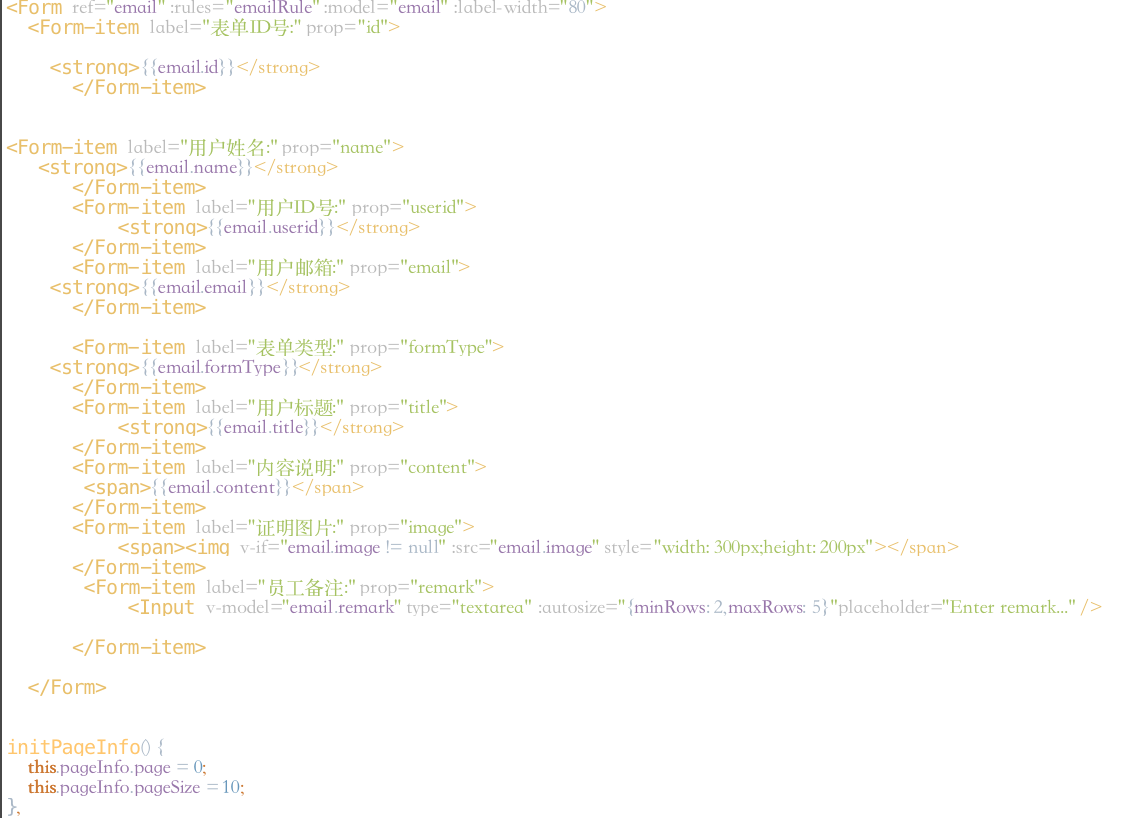 <Form ref="email" :rules="emailRule" :model="email" :label-width="80">
<Form-item label="表单ID号:" prop="id">
<strong>{{email.id}}</strong>
</Form-item>
<Form-item label="用户姓名:" prop="name">
<strong>{{email.name}}</strong>
</Form-item>
<Form-item label="用户ID号:" prop="userid">
<strong>{{email.userid}}</strong>
</Form-item>
<Form-item label="用户邮箱:" prop="email">
<strong>{{email.email}}</strong>
</Form-item>
<Form-item label="表单类型:" prop="formType">
<strong>{{email.formType}}</strong>
</Form-item>
<Form-item label="用户标题:" prop="title">
<strong>{{email.title}}</strong>
</Form-item>
<Form-item label="内容说明:" prop="content">
<span>{{email.content}}</span>
</Form-item>
<Form-item label="证明图片:" prop="image">
<span><img v-if="email.image != null" :src="email.image" style="width: 300px;height: 200px"></span>
</Form-item>
<Form-item label="员工备注:" prop="remark">
<Input v-model="email.remark" type="textarea" :autosize="{minRows: 2,maxRows: 5}"placeholder="Enter remark..." />
</Form-item>
</Form>
initPageInfo() {
this.pageInfo.page = 0;
this.pageInfo.pageSize =10;
},